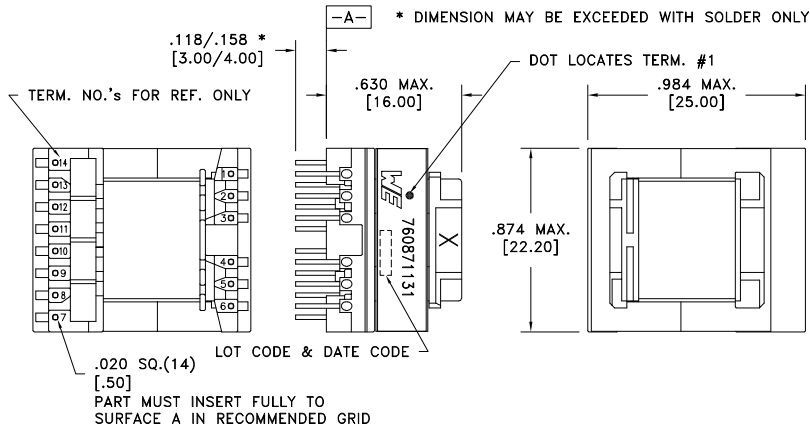 -A- * DIMENSION MAY BE EXCEEDED WITH SOLDER ONLY
.118/.158 *
[3.00/4.00]
DOT LOCATES TERM. #1
.630 MAX.
[16.00]
.984 MAX.
[25.00]
TERM. NO.'s FOR REF. ONLY
14
13
12
11
10
9
8
7
1
2
3
4
5
6
WE
760871131
X
.874 MAX.
[22.20]
LOT CODE & DATE CODE
.020 SQ.(14)
[.50]
PART MUST INSERT FULLY TO
SURFACE A IN RECOMMENDED GRID